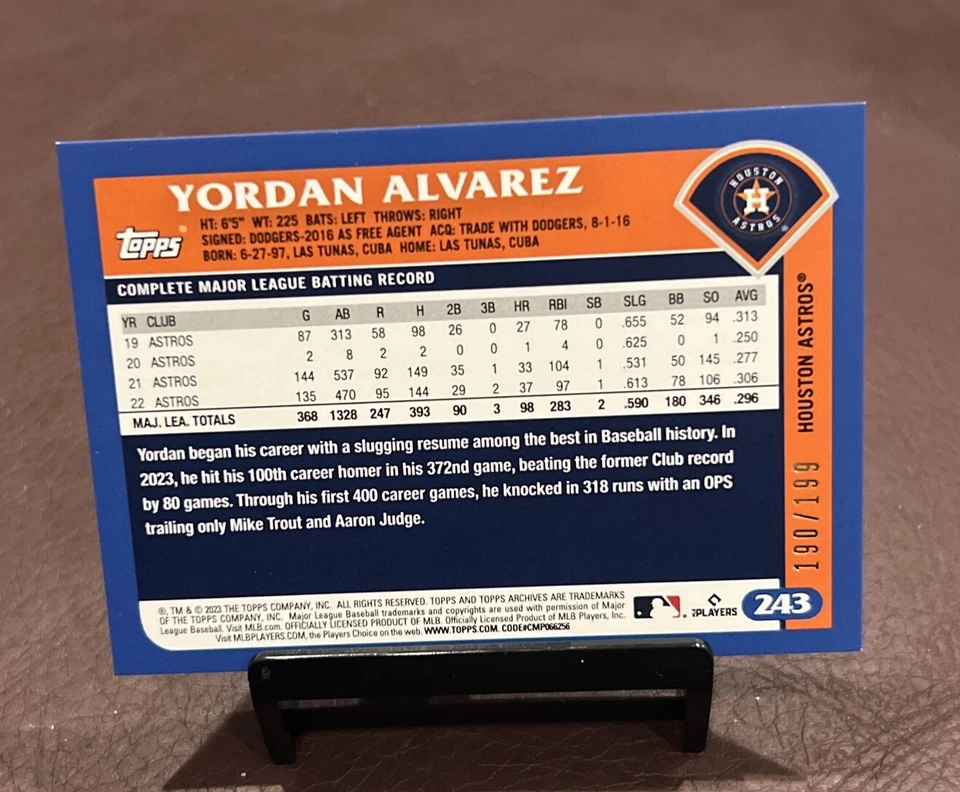 YORDAN ALVAREZ
HOUSTON
H
ASTROS
topps
HT: 6'5" WT: 225 BATS: LEFT THROWS: RIGHT
SIGNED: DODGERS-2016 AS FREE AGENT ACQ: TRADE WITH DODGERS, 8-1-16
BORN: 6-27-97, LAS TUNAS, CUBA HOME: LAS TUNAS, CUBA
COMPLETE MAJOR LEAGUE BATTING RECORD
YR CLUB G AB R H 2B 3B HR RBI SB SLG BB SO AVG
19 ASTROS 87 313 58 98 26 0 27 78 0 .655 52 94 .313
20 ASTROS 2 8 2 2 0 0 1 4 0 .625 0 1 .250
21 ASTROS 144 537 92 149 35 1 33 104 1 .531 50 145 .277
22 ASTROS 135 470 95 144 29 2 37 97 1 .613 78 106 .306
MAJ. LEA. TOTALS 368 1328 247 393 90 3 98 283 2 .590 180 346 .296
Yordan began his career with a slugging resume among the best in Baseball history. In
2023, he hit his 100th career homer in his 372nd game, beating the former Club record
by 80 games. Through his first 400 career games, he knocked in 318 runs with an OPS
trailing only Mike Trout and Aaron Judge.
HOUSTON ASTROS®
190/199
®, TM & © 2023 THE TOPPS COMPANY, INC. ALL RIGHTS RESERVED. TOPPS AND TOPPS ARCHIVES ARE TRADEMARKS
OF THE TOPPS COMPANY, INC. Major League Baseball trademarks and copyrights are used with permission of Major
League Baseball. Visit MLB.com. OFFICIALLY LICENSED PRODUCT OF MLB. Officially Licensed Product of MLB Players, Inc.
Visit MLBPLAYERS.COM, the Players Choice on the web. WWW.TOPPS.COM. CODE#CMP066256
PLAYERS
243